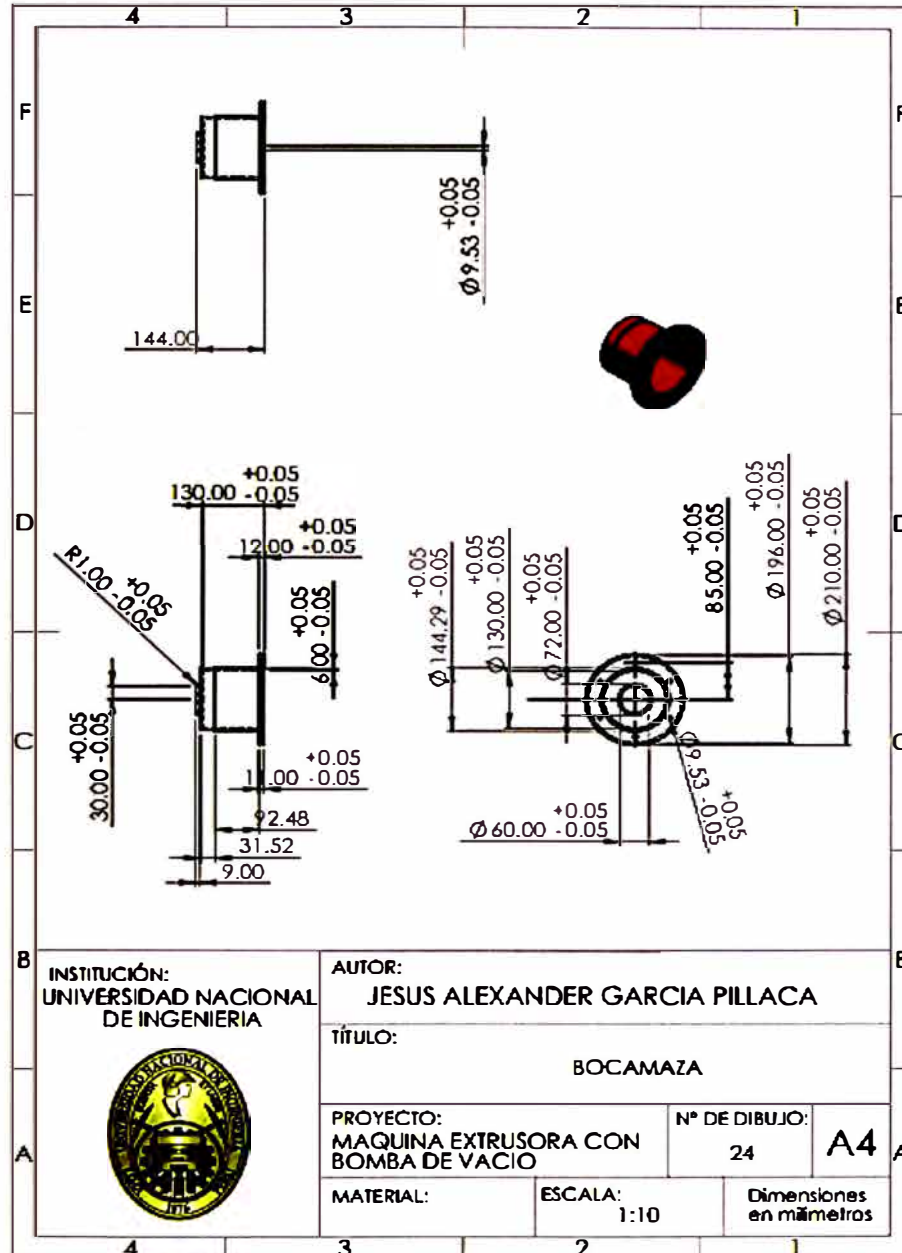 4 3 2 1
F
F
+0.05
Ø9.53 -0.05
E
E
144.00
+0.05
130.00 -0.05
+0.05
12.00 -0.05
D
D
+0.05
R1.00 -0.05
+0.05
6.00 -0.05
+0.05
Ø144.29 -0.05
+0.05
Ø130.00 -0.05
+0.05
Ø72.00 -0.05
+0.05
85.00 -0.05
+0.05
Ø196.00 -0.05
+0.05
Ø210.00 -0.05
C
C
+0.05
30.00 -0.05
+0.05
.00 -0.05
92.48
31.52
9.00
+0.05
Ø60.00 -0.05
+0.05
Ø9.53 -0.05
B
B
INSTITUCIÓN:
UNIVERSIDAD NACIONAL
DE INGENIERIA
AUTOR:
JESUS ALEXANDER GARCIA PILLACA
TÍTULO:
BOCAMAZA
PROYECTO:
MAQUINA EXTRUSORA CON
BOMBA DE VACIO
Nº DE DIBUJO:
24
A4
A
A
MATERIAL:
ESCALA:
1:10
Dimensiones
en milimetros
1876
4 3 2 1